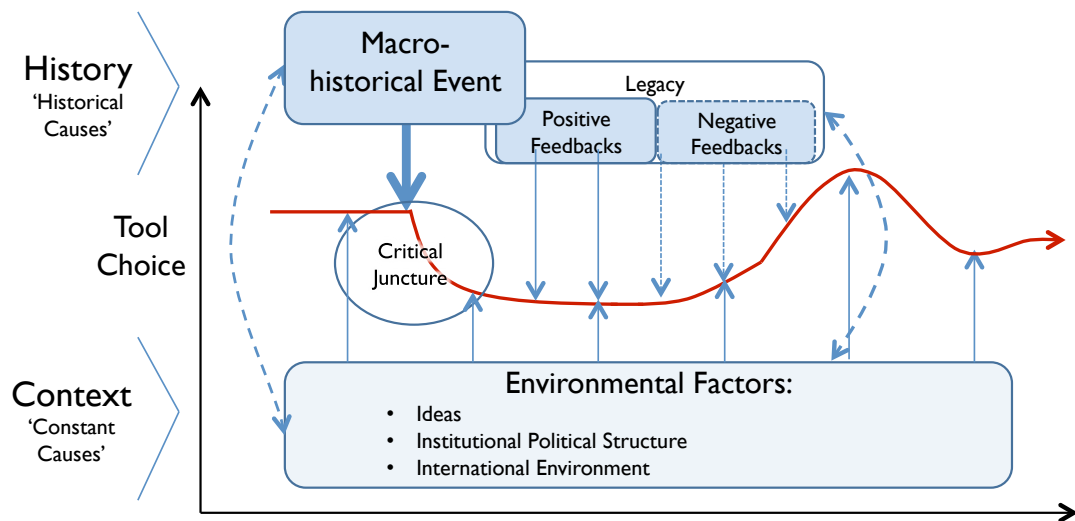 History
‘Historical
Causes’
Macro-
historical Event
Legacy
Positive
Feedbacks
Negative
Feedbacks
Tool
Choice
Critical
Juncture
Context
‘Constant
Causes’
Environmental Factors:
• Ideas
• Institutional Political Structure
• International Environment